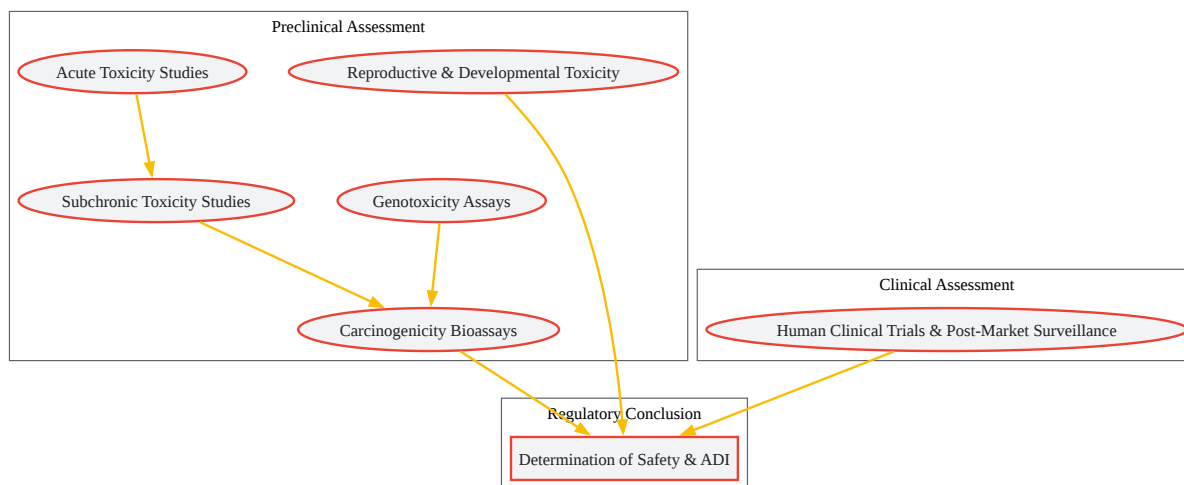 Preclinical Assessment
Acute Toxicity Studies
Reproductive & Developmental Toxicity
Subchronic Toxicity Studies
Genotoxicity Assays
Carcinogenicity Bioassays
Clinical Assessment
Human Clinical Trials & Post-Market Surveillance
Regulatory Conclusion
Determination of Safety & ADI